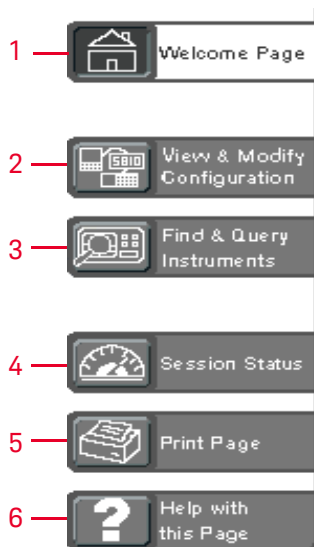 1 Welcome Page
2 5810 View & Modify
Configuration
3 Find & Query
Instruments
4 Session Status
5 Print Page
6 ? Help with
this Page